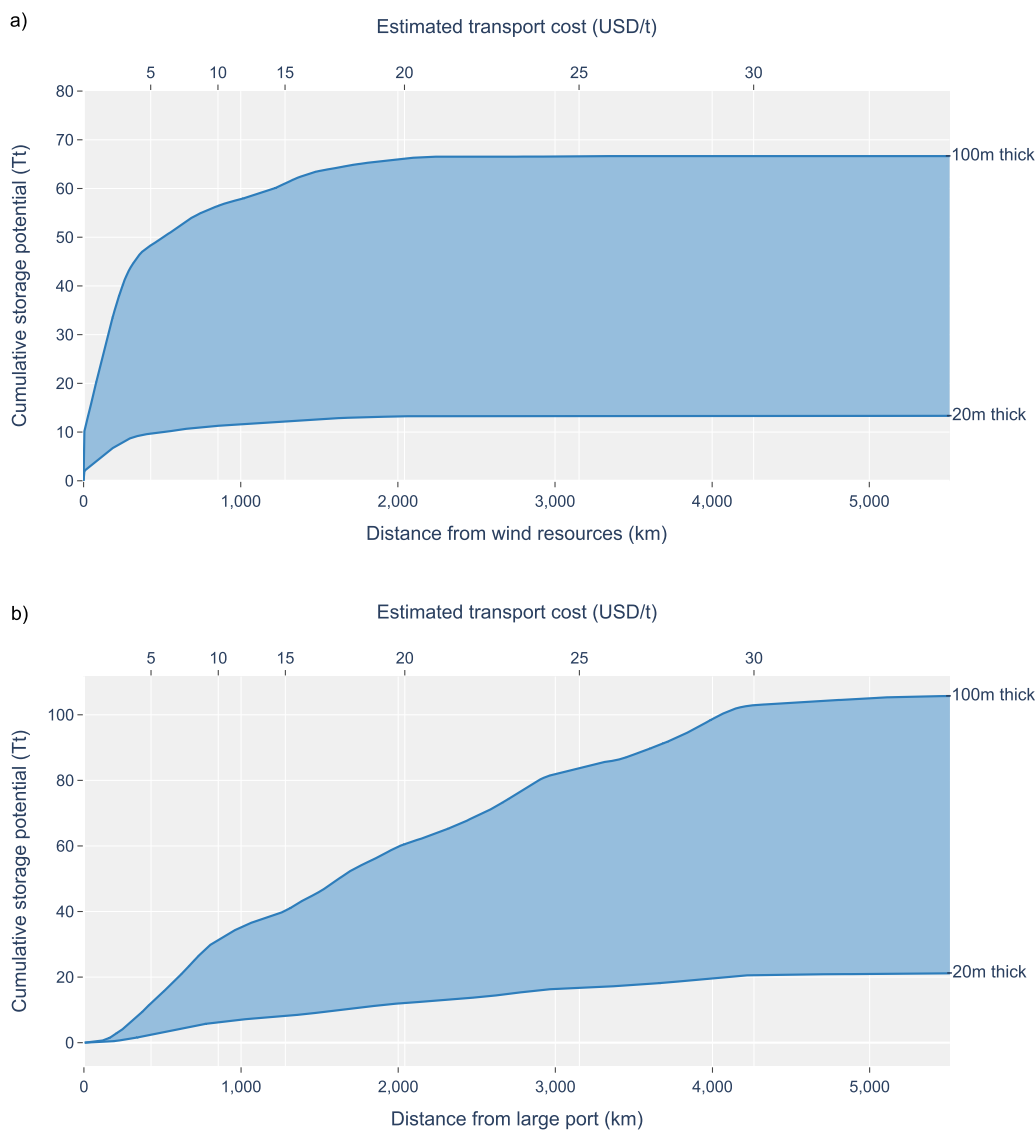 a)
Estimated transport cost (USD/t)
5 10 15 20 25 30
80
70
60
50
40
30
20
10
0
Cumulative storage potential (Tt)
100m thick
20m thick
0 1,000 2,000 3,000 4,000 5,000
Distance from wind resources (km)
b)
Estimated transport cost (USD/t)
5 10 15 20 25 30
100
80
60
40
20
0
Cumulative storage potential (Tt)
100m thick
20m thick
0 1,000 2,000 3,000 4,000 5,000
Distance from large port (km)